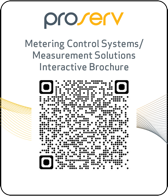 proserv
Metering Control Systems/
Measurement Solutions
Interactive Brochure